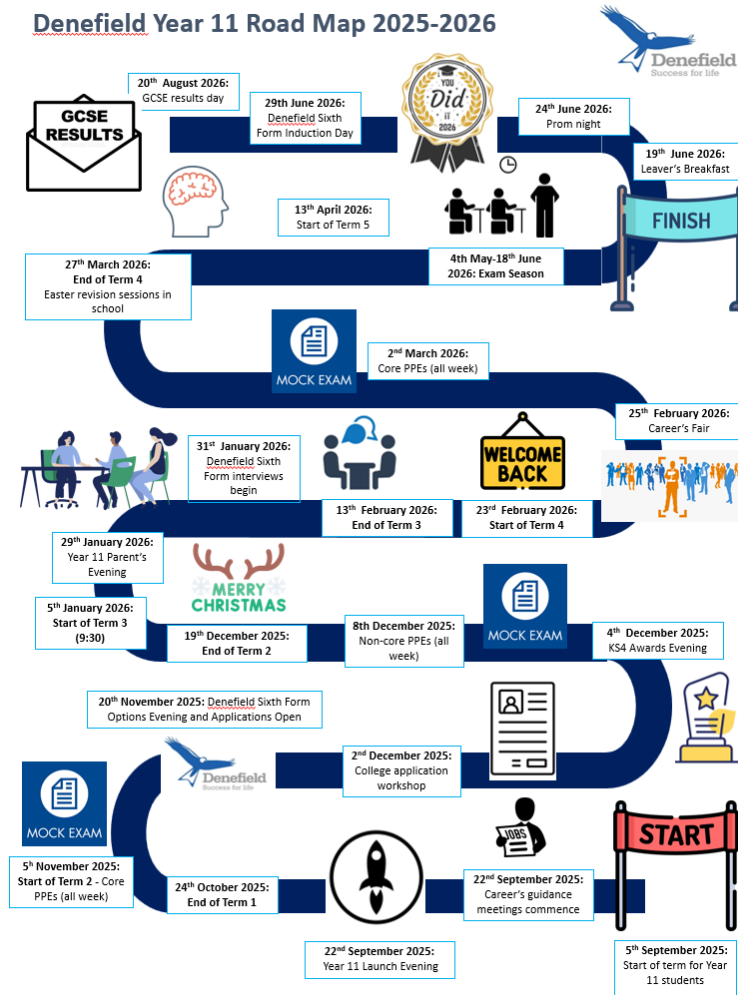 Denefield Year 11 Road Map 2025-2026
Denefield
Success for life
20th August 2026:
GCSE results day
GCSE
RESULTS
29th June 2026:
Denefield Sixth
Form Induction Day
YOU
Did
iT
2026
24th June 2026:
Prom night
19th June 2026:
Leaver's Breakfast
FINISH
13th April 2026:
Start of Term 5
4th May-18th June
2026: Exam Season
27th March 2026:
End of Term 4
Easter revision sessions in
school
MOCK EXAM
2nd March 2026:
Core PPEs (all week)
25th February 2026:
Career's Fair
31st January 2026:
Denefield Sixth
Form interviews
begin
WELCOME
BACK
13th February 2026:
End of Term 3
23rd February 2026:
Start of Term 4
29th January 2026:
Year 11 Parent's
Evening
MERRY
CHRISTMAS
5th January 2026:
Start of Term 3
(9:30)
19th December 2025:
End of Term 2
8th December 2025:
Non-core PPEs (all
week)
MOCK EXAM
4th December 2025:
KS4 Awards Evening
20th November 2025: Denefield Sixth Form
Options Evening and Applications Open
Denefield
Success for life
2nd December 2025:
College application
workshop
MOCK EXAM
JOBS
START
5h November 2025:
Start of Term 2 - Core
PPEs (all week)
24th October 2025:
End of Term 1
22nd September 2025:
Career's guidance
meetings commence
22nd September 2025:
Year 11 Launch Evening
5th September 2025:
Start of term for Year
11 students